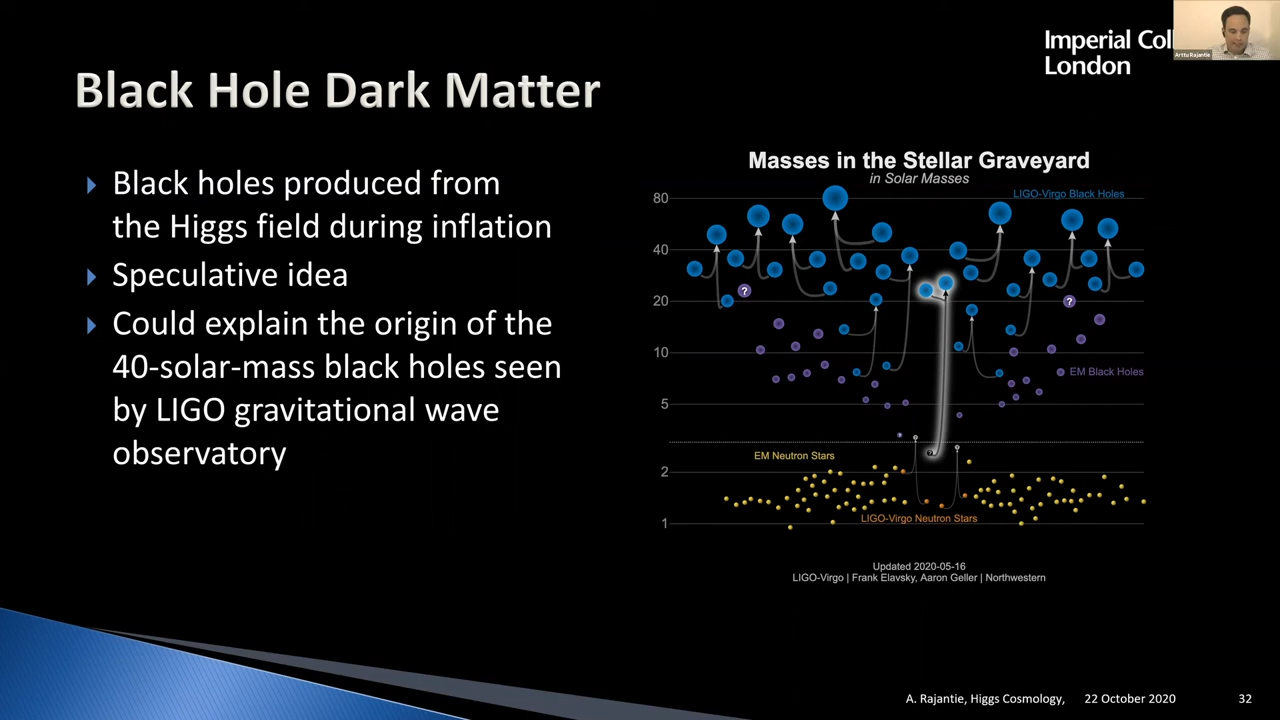 Imperial Col
London
Arttu Rajantie
Black Hole Dark Matter
Black holes produced from
the Higgs field during inflation
Speculative idea
Could explain the origin of the
40-solar-mass black holes seen
by LIGO gravitational wave
observatory
Masses in the Stellar Graveyard
in Solar Masses
LIGO-Virgo Black Holes
80
40
20
10
5
2
1
?
?
EM Black Holes
EM Neutron Stars
LIGO-Virgo Neutron Stars
Updated 2020-05-16
LIGO-Virgo | Frank Elavsky, Aaron Geller | Northwestern
A. Rajantie, Higgs Cosmology, 22 October 2020 32